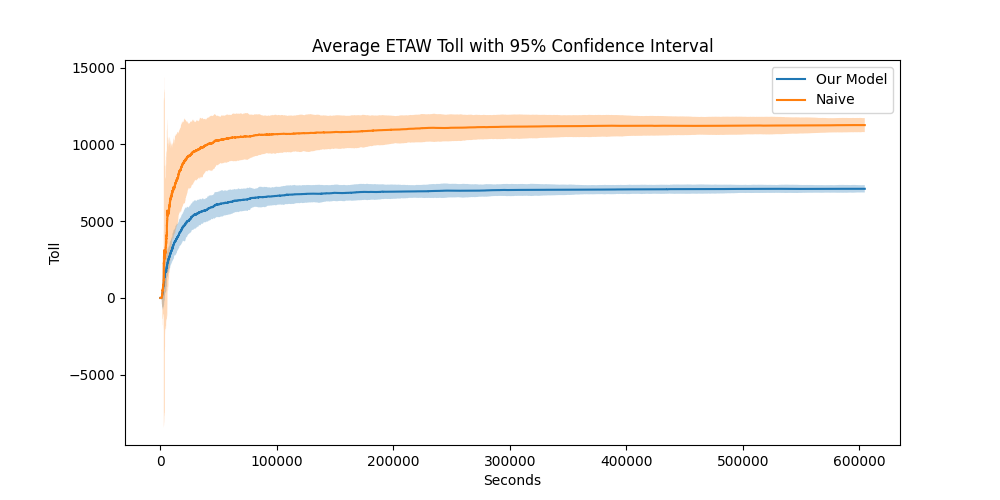 Average ETAW Toll with 95% Confidence Interval
Our Model
Naive
Toll
15000
10000
5000
0
−5000
0
100000
200000
300000
400000
500000
600000
Seconds